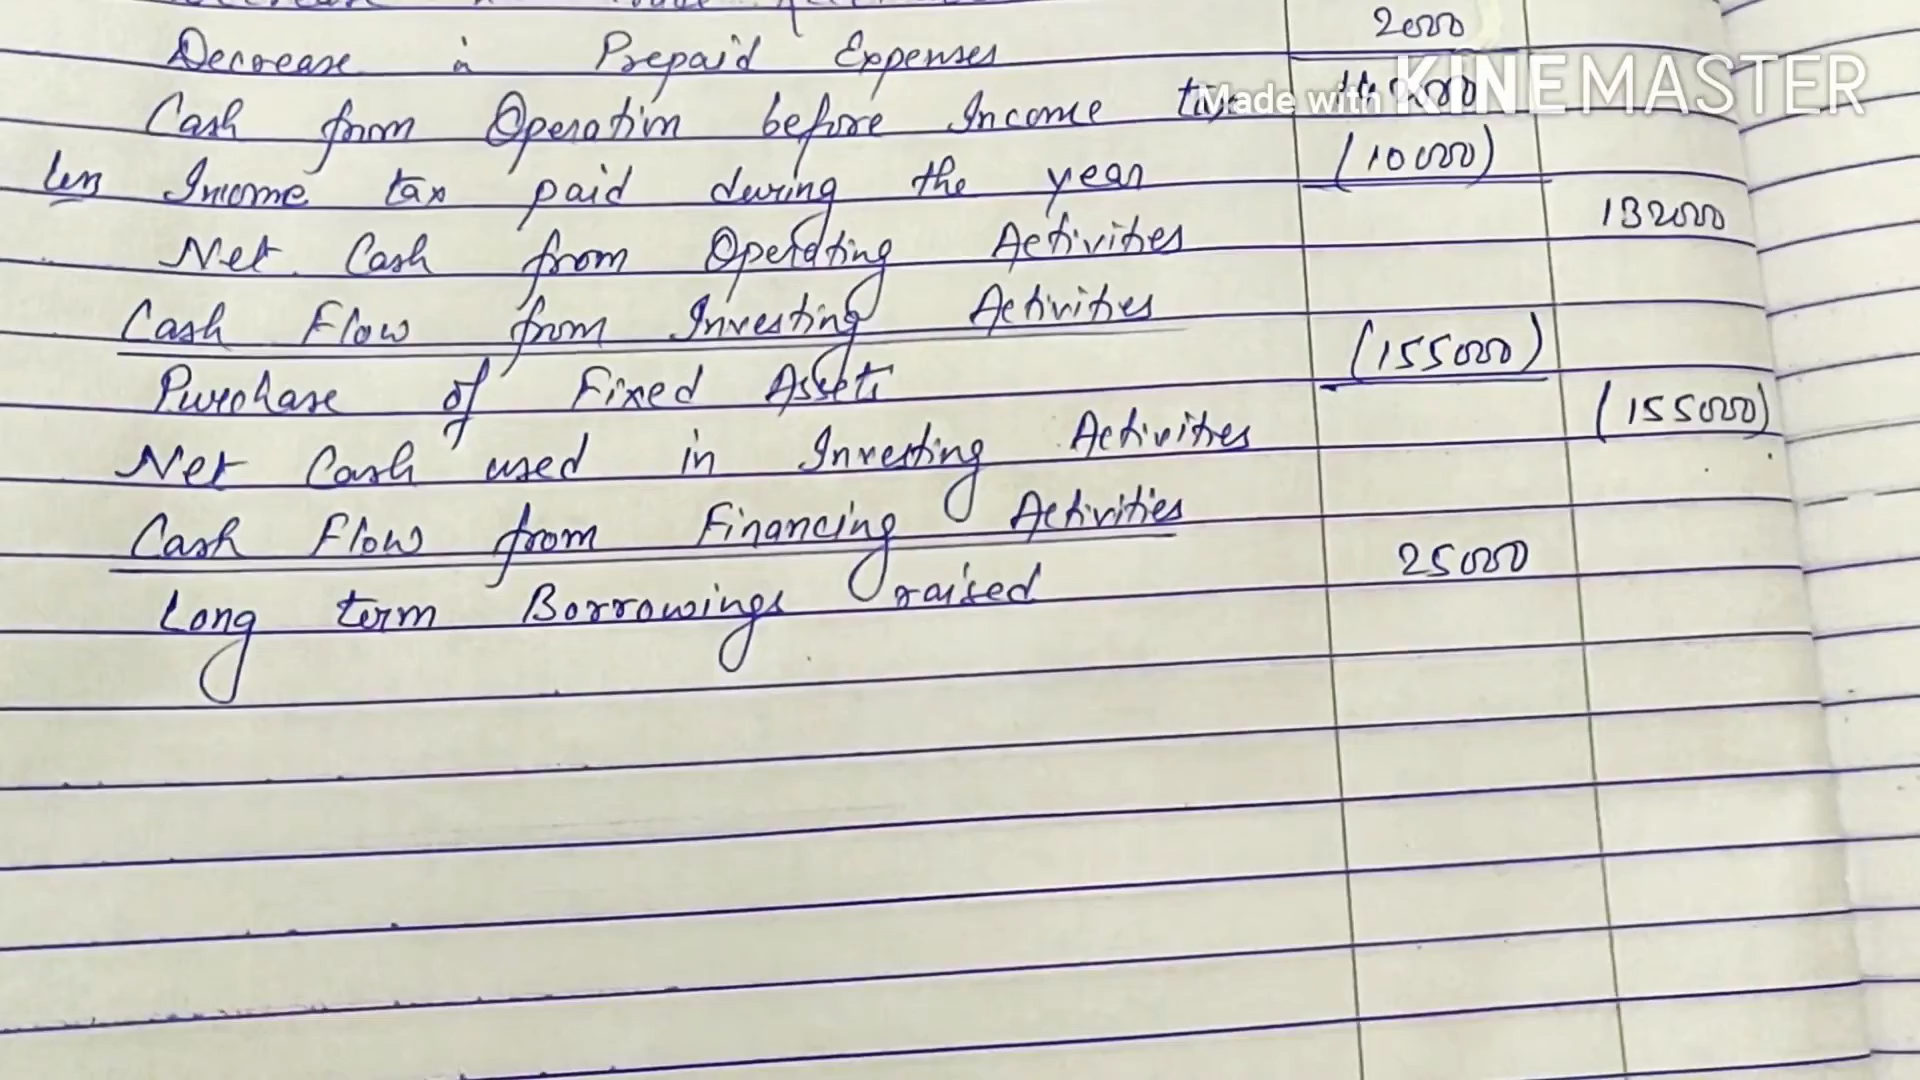 Decrease in Prepaid Expenses 2000
Cash from Operation before Income tax
Made with KINEMASTER
Less Income tax paid during the year (10000)
Net Cash from Operating Activities 132000
Cash Flow from Investing Activities
Purchase of Fixed Assets (155000)
Net Cash used in Investing Activities (155000)
Cash Flow from Financing Activities
Long term Borrowings raised 25000